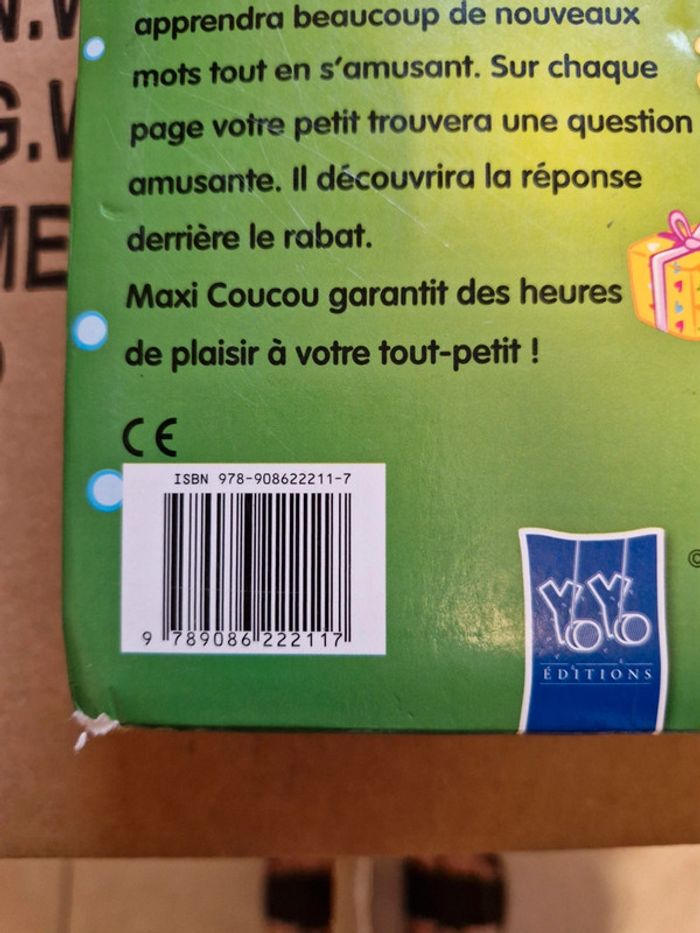 apprendra beaucoup de nouveaux
mots tout en s'amusant. Sur chaque
page votre petit trouvera une question
amusante. Il découvrira la réponse
derrière le rabat.
Maxi Coucou garantit des heures
de plaisir à votre tout-petit !
CE
ISBN 978-908622211-7
9 789086 222117
YOYO
ÉDITIONS
©